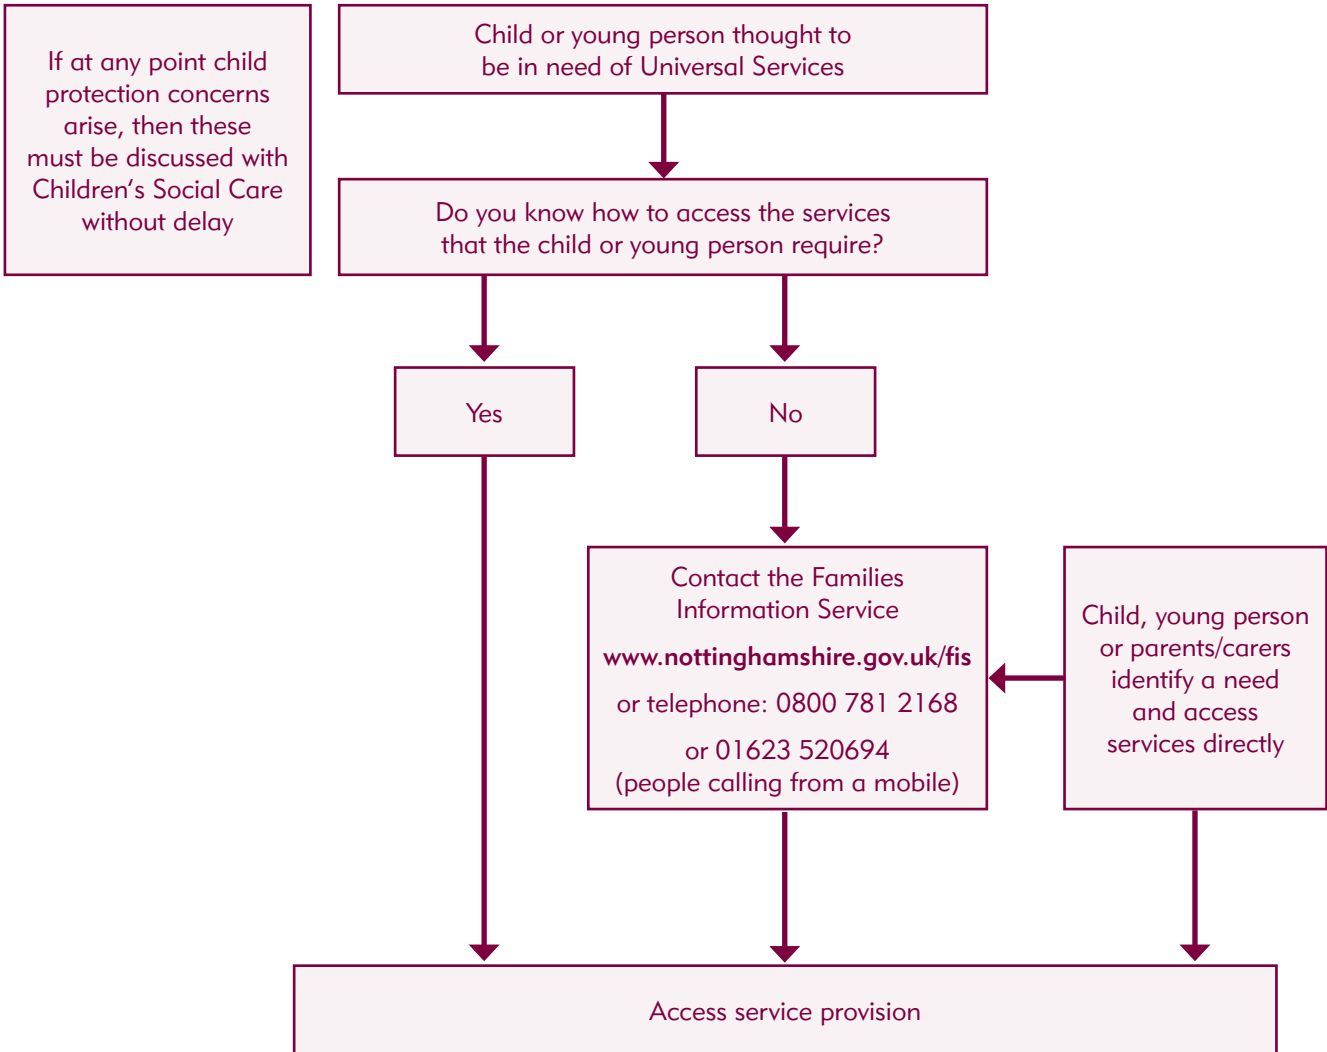 If at any point child
protection concerns
arise, then these
must be discussed with
Children's Social Care
without delay
Child or young person thought to
be in need of Universal Services
Do you know how to access the services
that the child or young person require?
Yes
No
Contact the Families
Information Service
www.nottinghamshire.gov.uk/fis
or telephone: 0800 781 2168
or 01623 520694
(people calling from a mobile)
Child, young person
or parents/carers
identify a need
and access
services directly
Access service provision